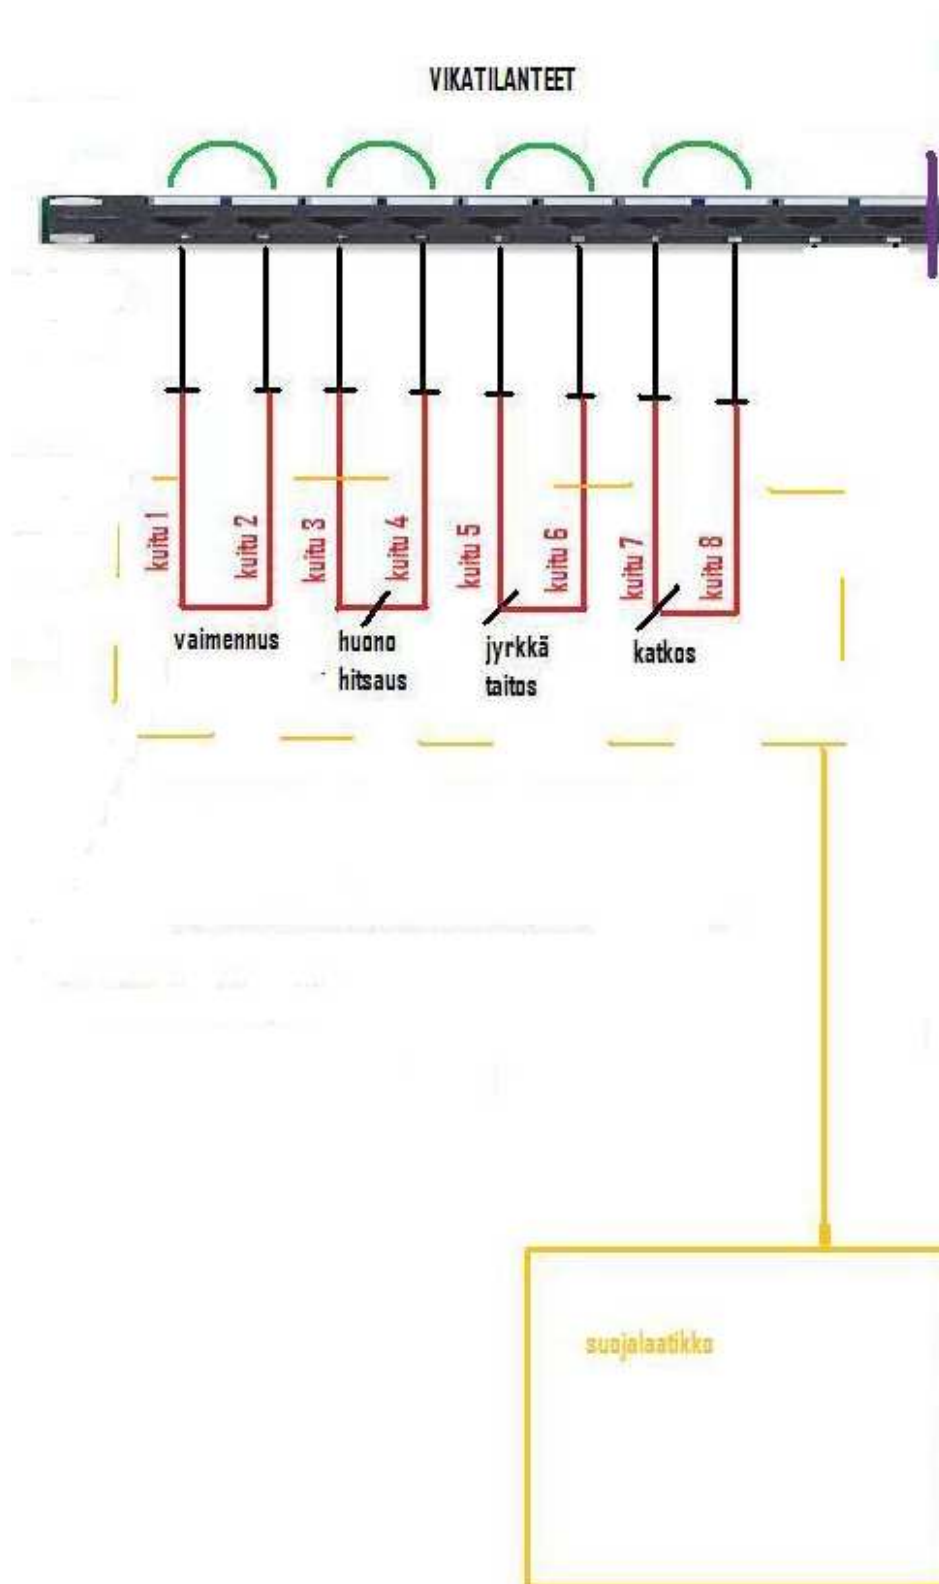 VIKATILANTEET
kuitu 1
kuitu 2
kuitu 3
kuitu 4
kuitu 5
kuitu 6
kuitu 7
kuitu 8
vaimennus
huono
hitsaus
jyrkkä
taitos
katkos
suojalaatikko